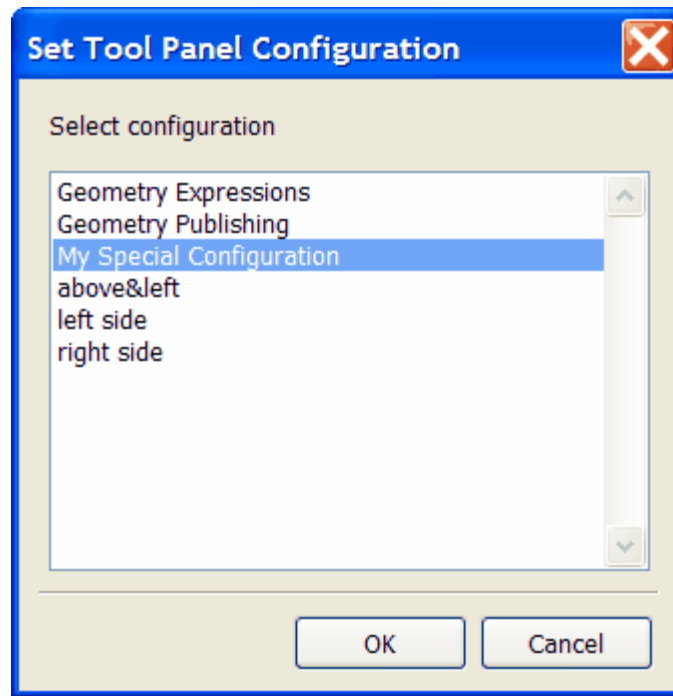 Set Tool Panel Configuration
Select configuration
Geometry Expressions
Geometry Publishing
My Special Configuration
above&left
left side
right side
OK
Cancel